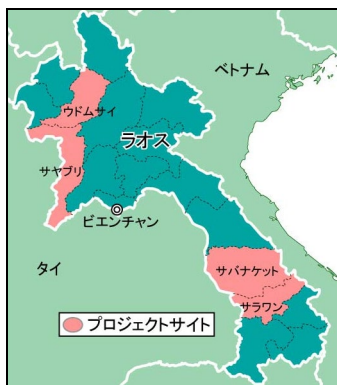 ベトナム
ウドムサイ
ラオス
サヤブリ
ビエンチャン
タイ
サバナケット
サラワン
プロジェクトサイト